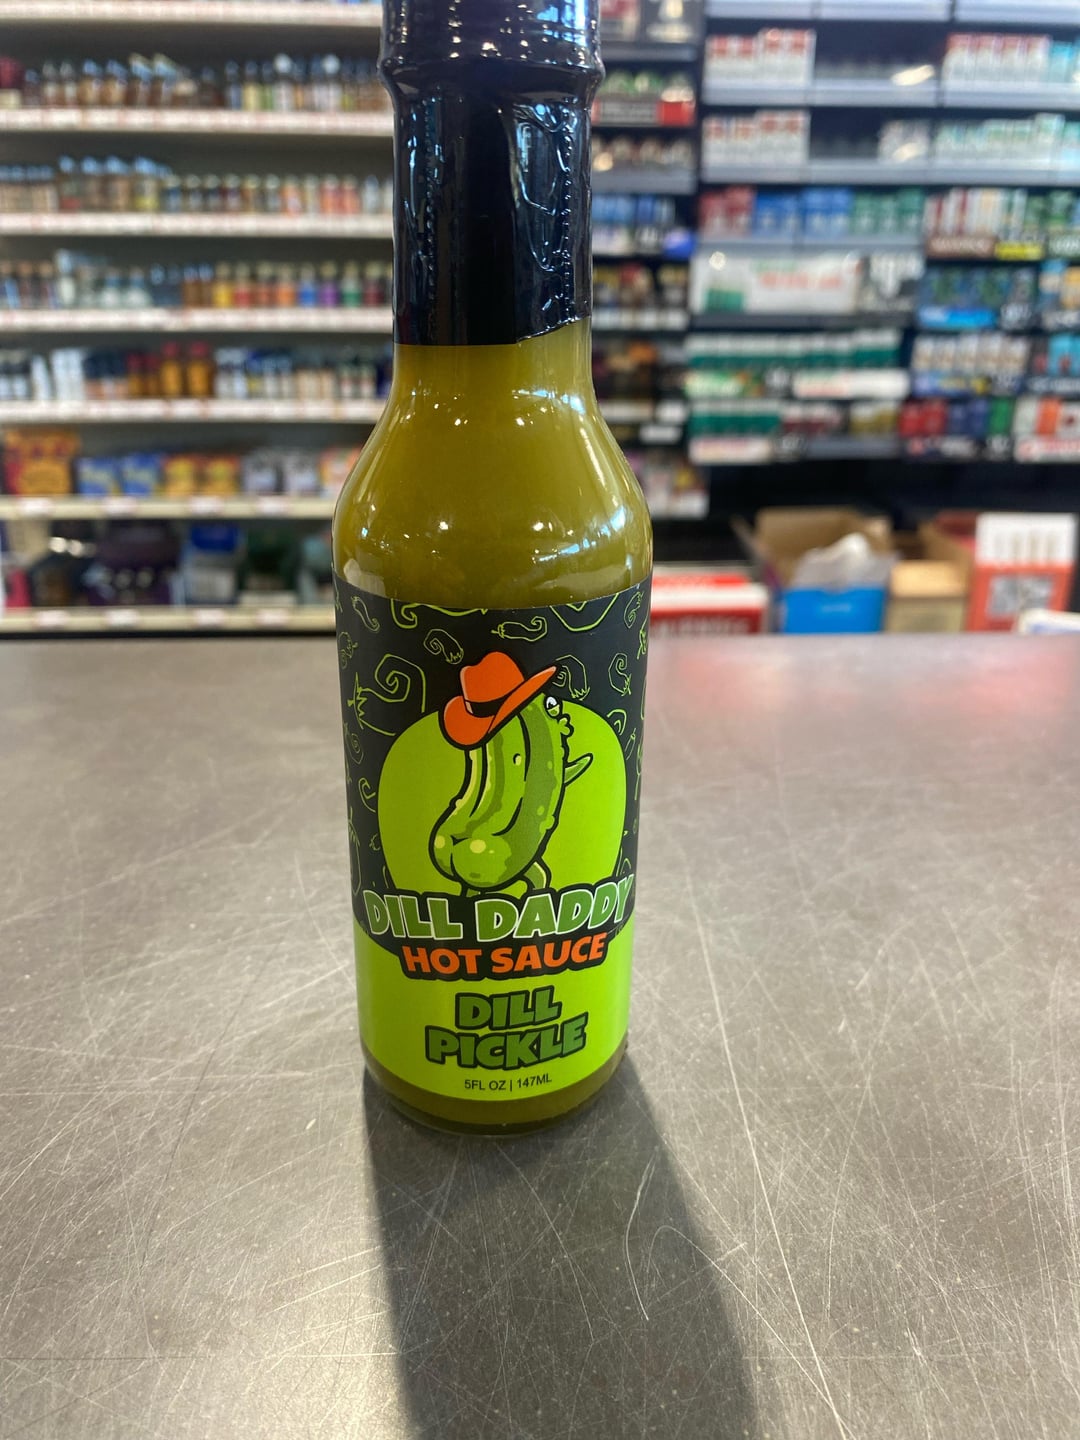 DILL DADDY
HOT SAUCE
DILL
PICKLE
5FL OZ | 147ML